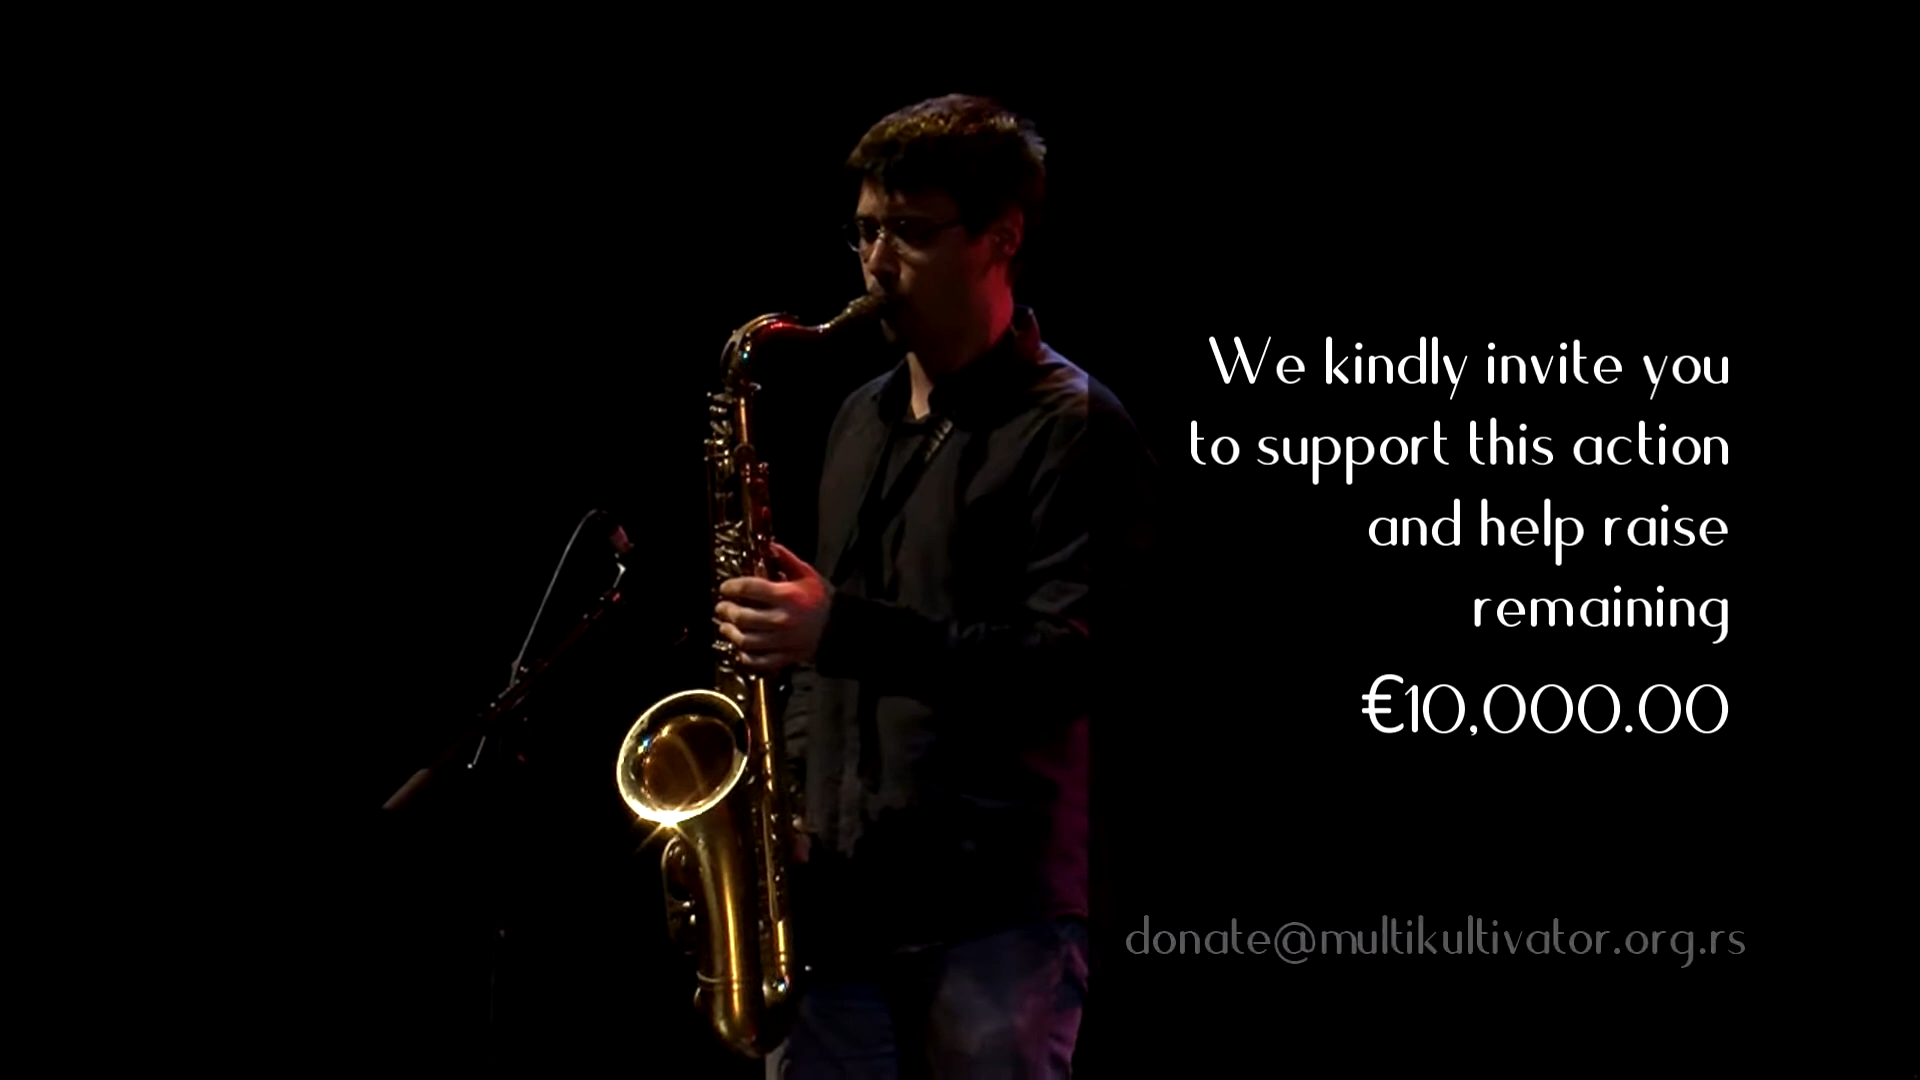 We kindly invite you
to support this action
and help raise
remaining
€10,000.00
donate@multikultivator.org.rs